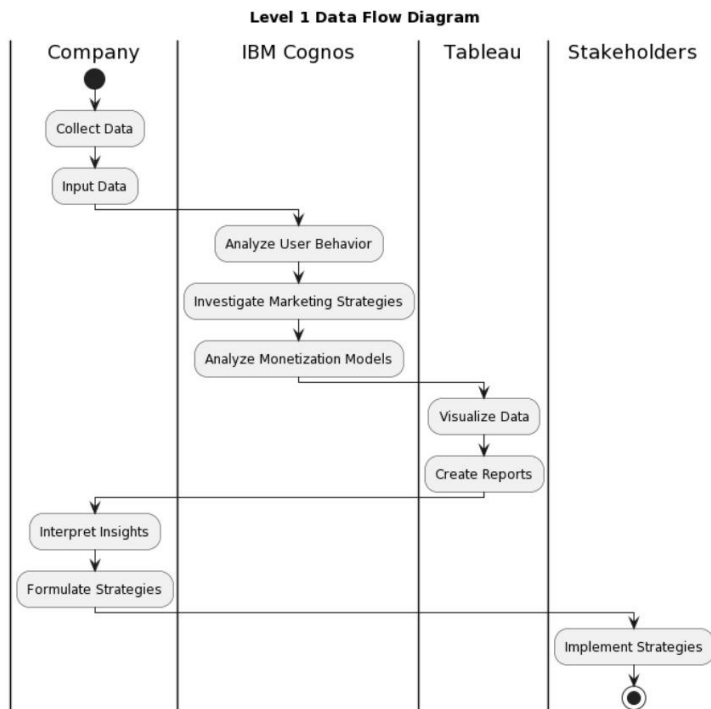 Level 1 Data Flow Diagram
Company
IBM Cognos
Tableau
Stakeholders
Collect Data
Input Data
Analyze User Behavior
Investigate Marketing Strategies
Analyze Monetization Models
Visualize Data
Create Reports
Interpret Insights
Formulate Strategies
Implement Strategies